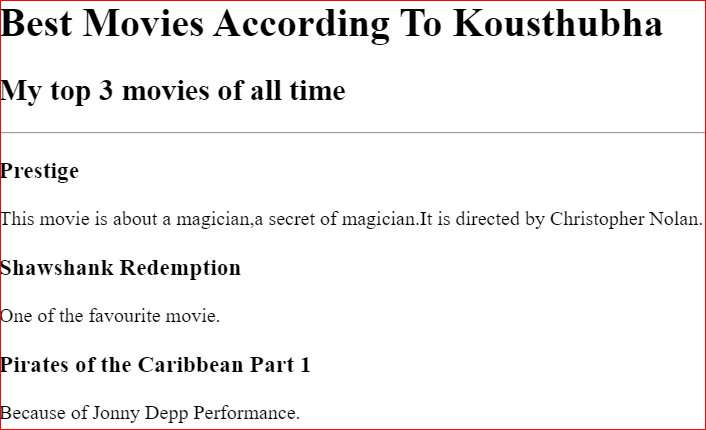 Best Movies According To Kousthubha
My top 3 movies of all time
Prestige
This movie is about a magician,a secret of magician.It is directed by Christopher Nolan.
Shawshank Redemption
One of the favourite movie.
Pirates of the Caribbean Part 1
Because of Jonny Depp Performance.